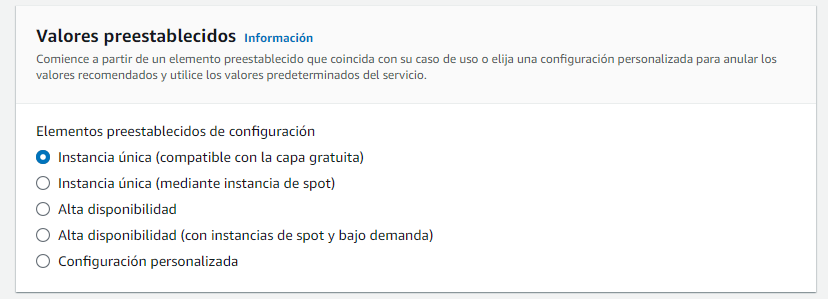 Valores preestablecidos Información
Comience a partir de un elemento preestablecido que coincida con su caso de uso o elija una configuración personalizada para anular los
valores recomendados y utilice los valores predeterminados del servicio.
Elementos preestablecidos de configuración
Instancia única (compatible con la capa gratuita)
Instancia única (mediante instancia de spot)
Alta disponibilidad
Alta disponibilidad (con instancias de spot y bajo demanda)
Configuración personalizada